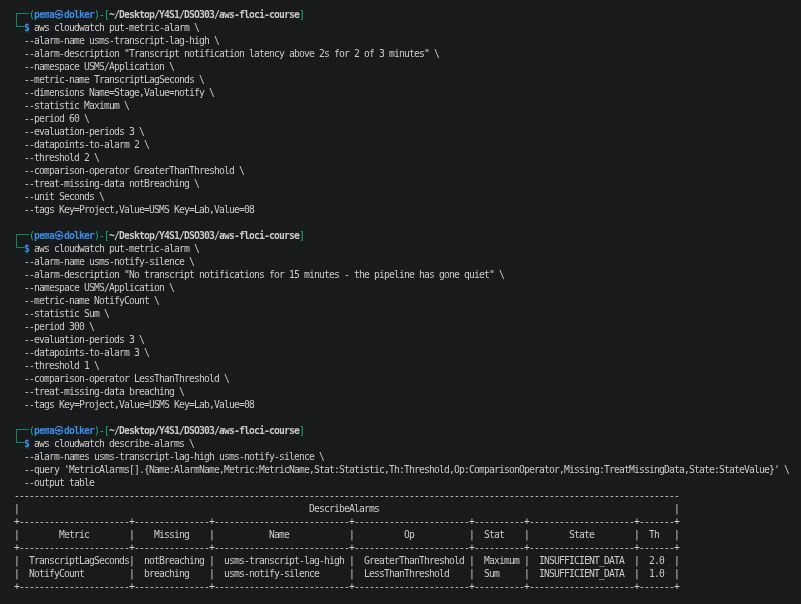 ┌──(pema㉿dolker)-[~/Desktop/Y4S1/DSO303/aws-floci-course]
└─$ aws cloudwatch put-metric-alarm \
  --alarm-name usms-transcript-lag-high \
  --alarm-description "Transcript notification latency above 2s for 2 of 3 minutes" \
  --namespace USMS/Application \
  --metric-name TranscriptLagSeconds \
  --dimensions Name=Stage,Value=notify \
  --statistic Maximum \
  --period 60 \
  --evaluation-periods 3 \
  --datapoints-to-alarm 2 \
  --threshold 2 \
  --comparison-operator GreaterThanThreshold \
  --treat-missing-data notBreaching \
  --unit Seconds \
  --tags Key=Project,Value=USMS Key=Lab,Value=08

┌──(pema㉿dolker)-[~/Desktop/Y4S1/DSO303/aws-floci-course]
└─$ aws cloudwatch put-metric-alarm \
  --alarm-name usms-notify-silence \
  --alarm-description "No transcript notifications for 15 minutes - the pipeline has gone quiet" \
  --namespace USMS/Application \
  --metric-name NotifyCount \
  --statistic Sum \
  --period 300 \
  --evaluation-periods 3 \
  --datapoints-to-alarm 3 \
  --threshold 1 \
  --comparison-operator LessThanThreshold \
  --treat-missing-data breaching \
  --tags Key=Project,Value=USMS Key=Lab,Value=08

┌──(pema㉿dolker)-[~/Desktop/Y4S1/DSO303/aws-floci-course]
└─$ aws cloudwatch describe-alarms \
  --alarm-names usms-transcript-lag-high usms-notify-silence \
  --query 'MetricAlarms[].{Name:AlarmName,Metric:MetricName,Stat:Statistic,Th:Threshold,Op:ComparisonOperator,Missing:TreatMissingData,State:StateValue}' \
  --output table
-------------------------------------------------------------------------------------------------------------------------------------
|                                                          DescribeAlarms                                                           |
+----------------------+---------------+---------------------------+-----------------------+----------+---------------------+-------+
|        Metric        |    Missing    |           Name            |          Op           |  Stat    |        State        |  Th   |
+----------------------+---------------+---------------------------+-----------------------+----------+---------------------+-------+
|  TranscriptLagSeconds|  notBreaching |  usms-transcript-lag-high |  GreaterThanThreshold |  Maximum |  INSUFFICIENT_DATA  |  2.0  |
|  NotifyCount         |  breaching    |  usms-notify-silence      |  LessThanThreshold    |  Sum     |  INSUFFICIENT_DATA  |  1.0  |
+----------------------+---------------+---------------------------+-----------------------+----------+---------------------+-------+